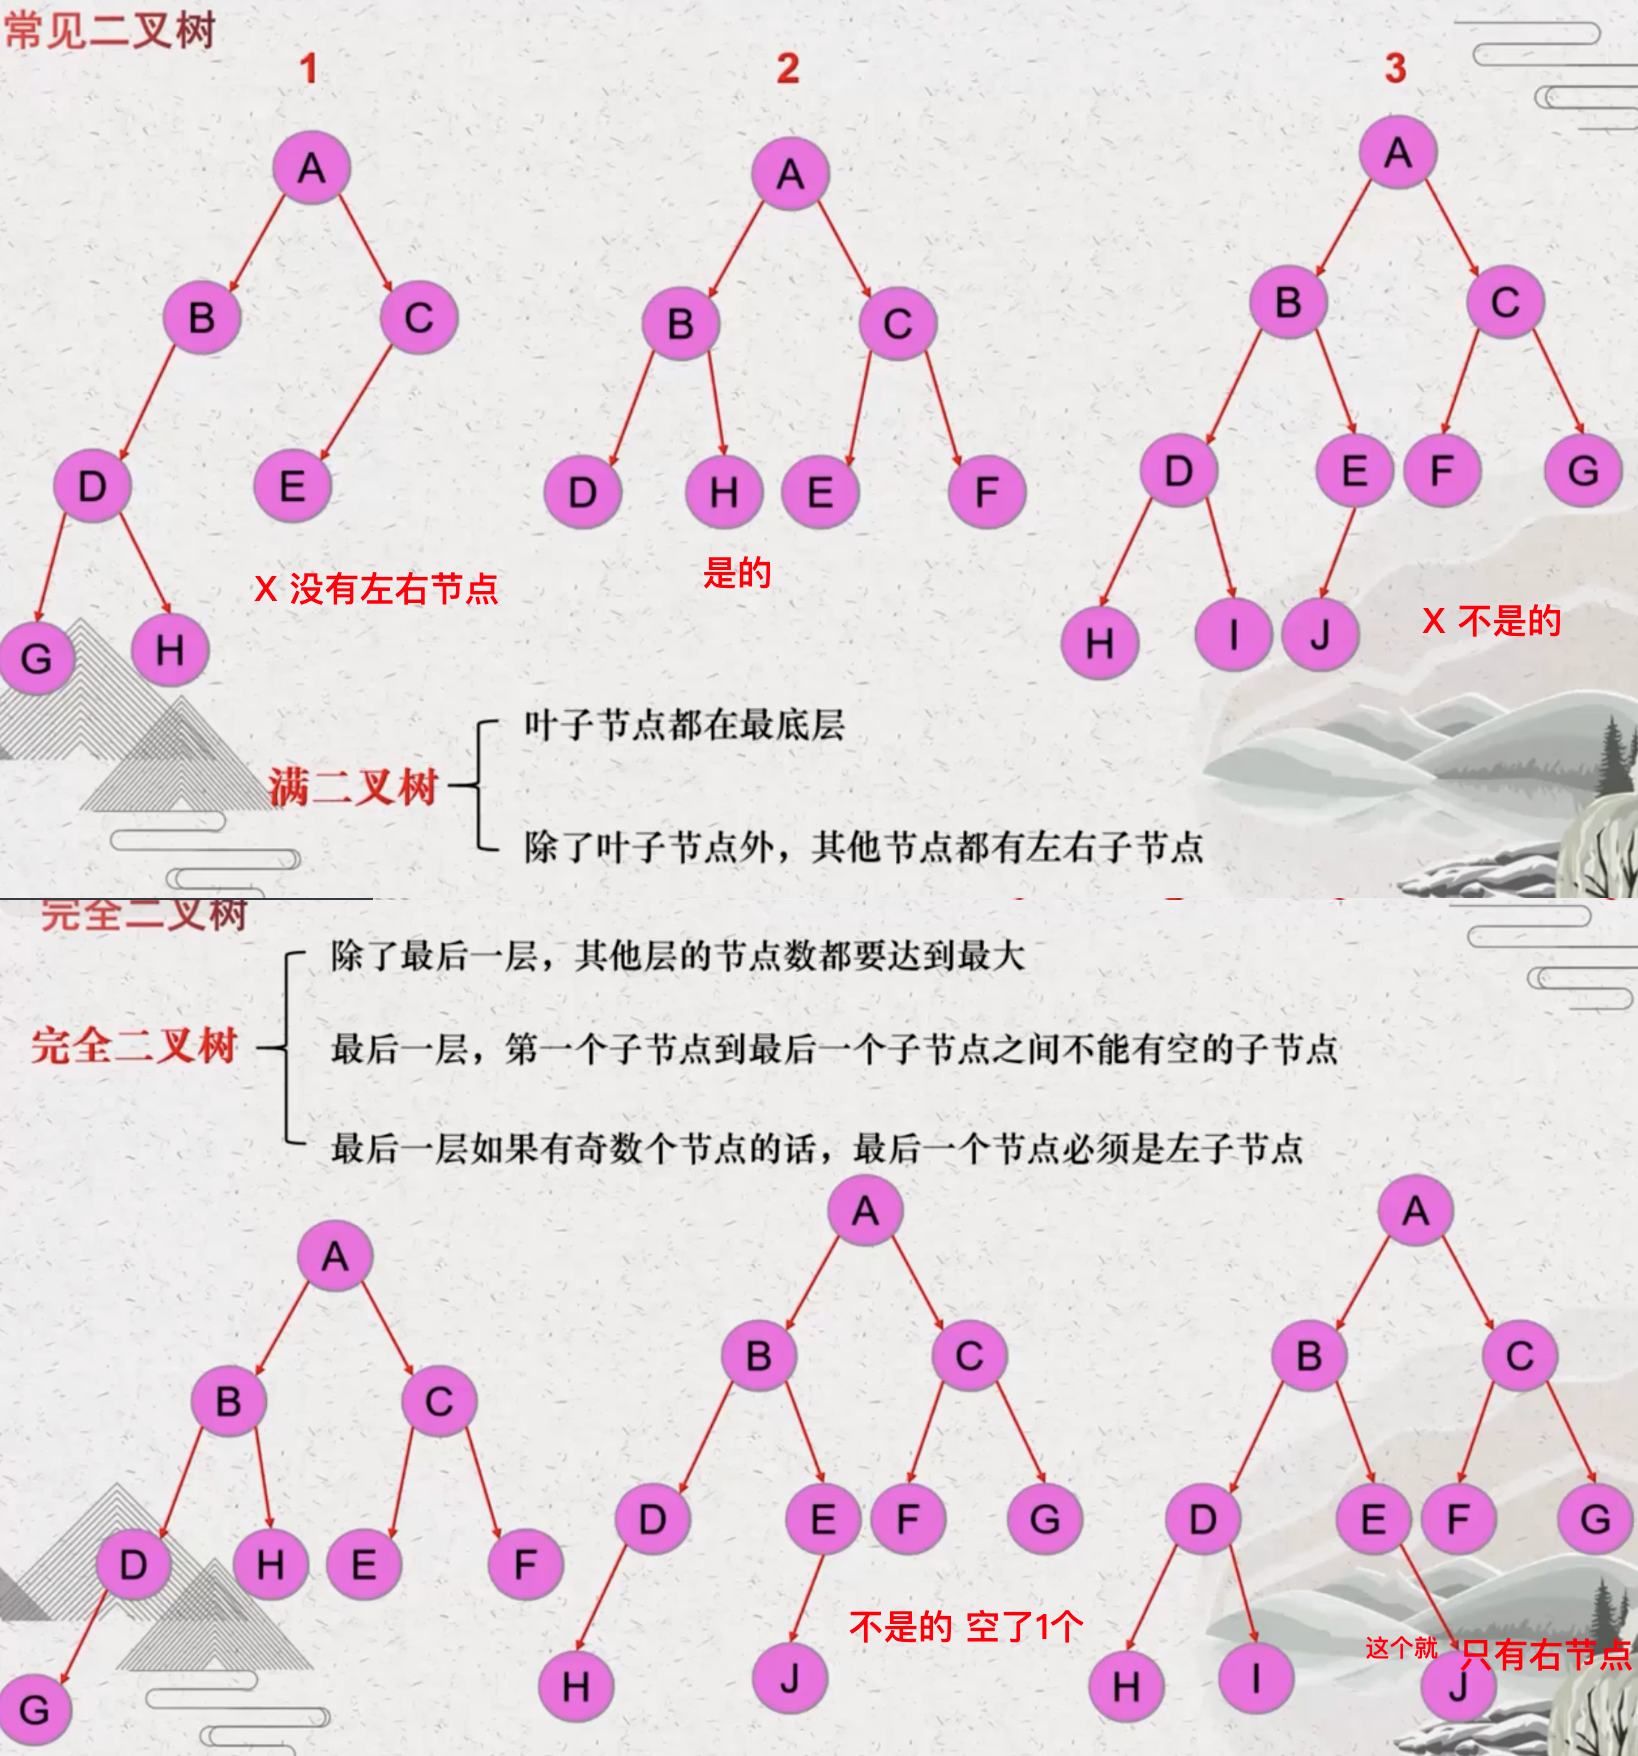 常见二叉树
1
2
3
A
A
A
B
C
B
C
B
C
D
E
D
H
E
F
D
E
F
G
G
H
H
I
J
X 没有左右节点
是的
X 不是的
叶子节点都在最底层
满二叉树
除了叶子节点外，其他节点都有左右子节点
完全二叉树
除了最后一层，其他层的节点数都要达到最大
完全二叉树
最后一层，第一个子节点到最后一个子节点之间不能有空的子节点
最后一层如果有奇数个节点的话，最后一个节点必须是左子节点
A
A
A
B
C
B
C
B
C
D
H
E
F
D
E
F
G
D
E
F
G
G
H
J
H
I
J
不是的 空了1个
这个就 只有右节点